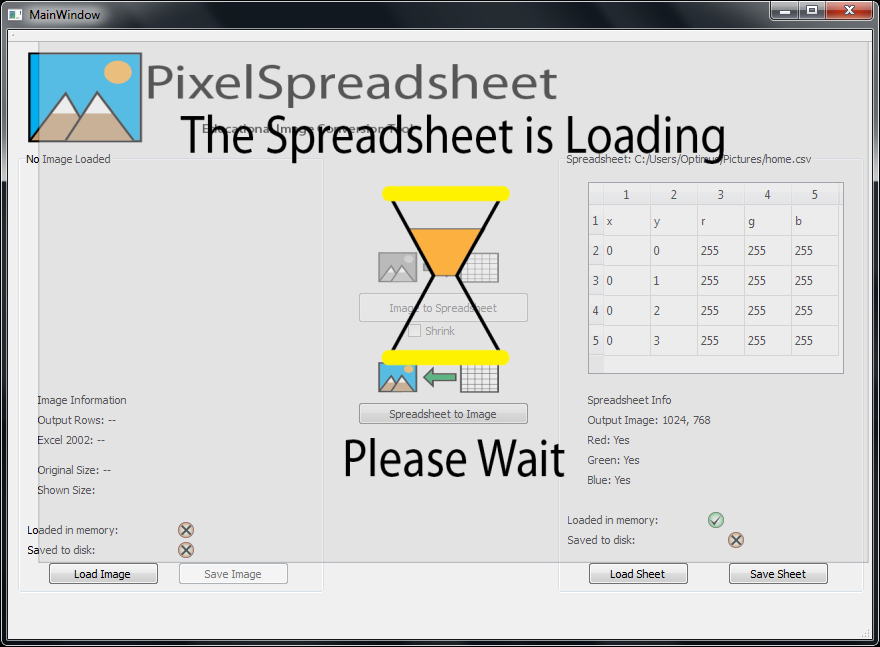 MainWindow
PixelSpreadsheet
Educational Image Conversion Tool
The Spreadsheet is Loading
No Image Loaded
Spreadsheet: C:/Users/Optimus/Pictures/home.csv
1 2 3 4 5
1 x y r g b
2 0 0 255 255 255
3 0 1 255 255 255
4 0 2 255 255 255
5 0 3 255 255 255
Image to Spreadsheet
Shrink
Spreadsheet to Image
Please Wait
Image Information
Output Rows: --
Excel 2002: --
Original Size: --
Shown Size:
Loaded in memory:
Saved to disk:
Load Image
Save Image
Spreadsheet Info
Output Image: 1024, 768
Red: Yes
Green: Yes
Blue: Yes
Loaded in memory:
Saved to disk:
Load Sheet
Save Sheet